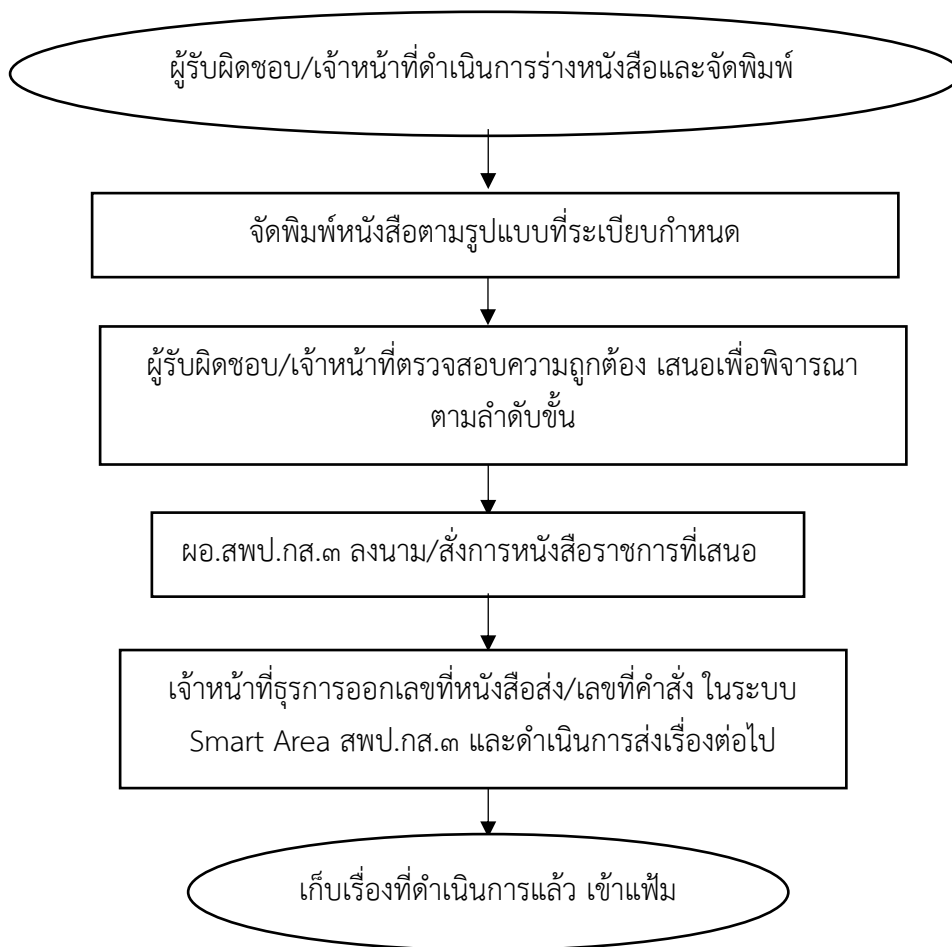 ผู้รับผิดชอบ/เจ้าหน้าที่ดำเนินการร่างหนังสือและจัดพิมพ์
จัดพิมพ์หนังสือตามรูปแบบที่ระเบียบกำหนด
ผู้รับผิดชอบ/เจ้าหน้าที่ตรวจสอบความถูกต้อง เสนอเพื่อพิจารณา
ตามลำดับขั้น
ผอ.สพป.กส.๓ ลงนาม/สั่งการหนังสือราชการที่เสนอ
เจ้าหน้าที่ธุรการออกเลขที่หนังสือส่ง/เลขที่คำสั่ง ในระบบ
Smart Area สพป.กส.๓ และดำเนินการส่งเรื่องต่อไป
เก็บเรื่องที่ดำเนินการแล้ว เข้าแฟ้ม